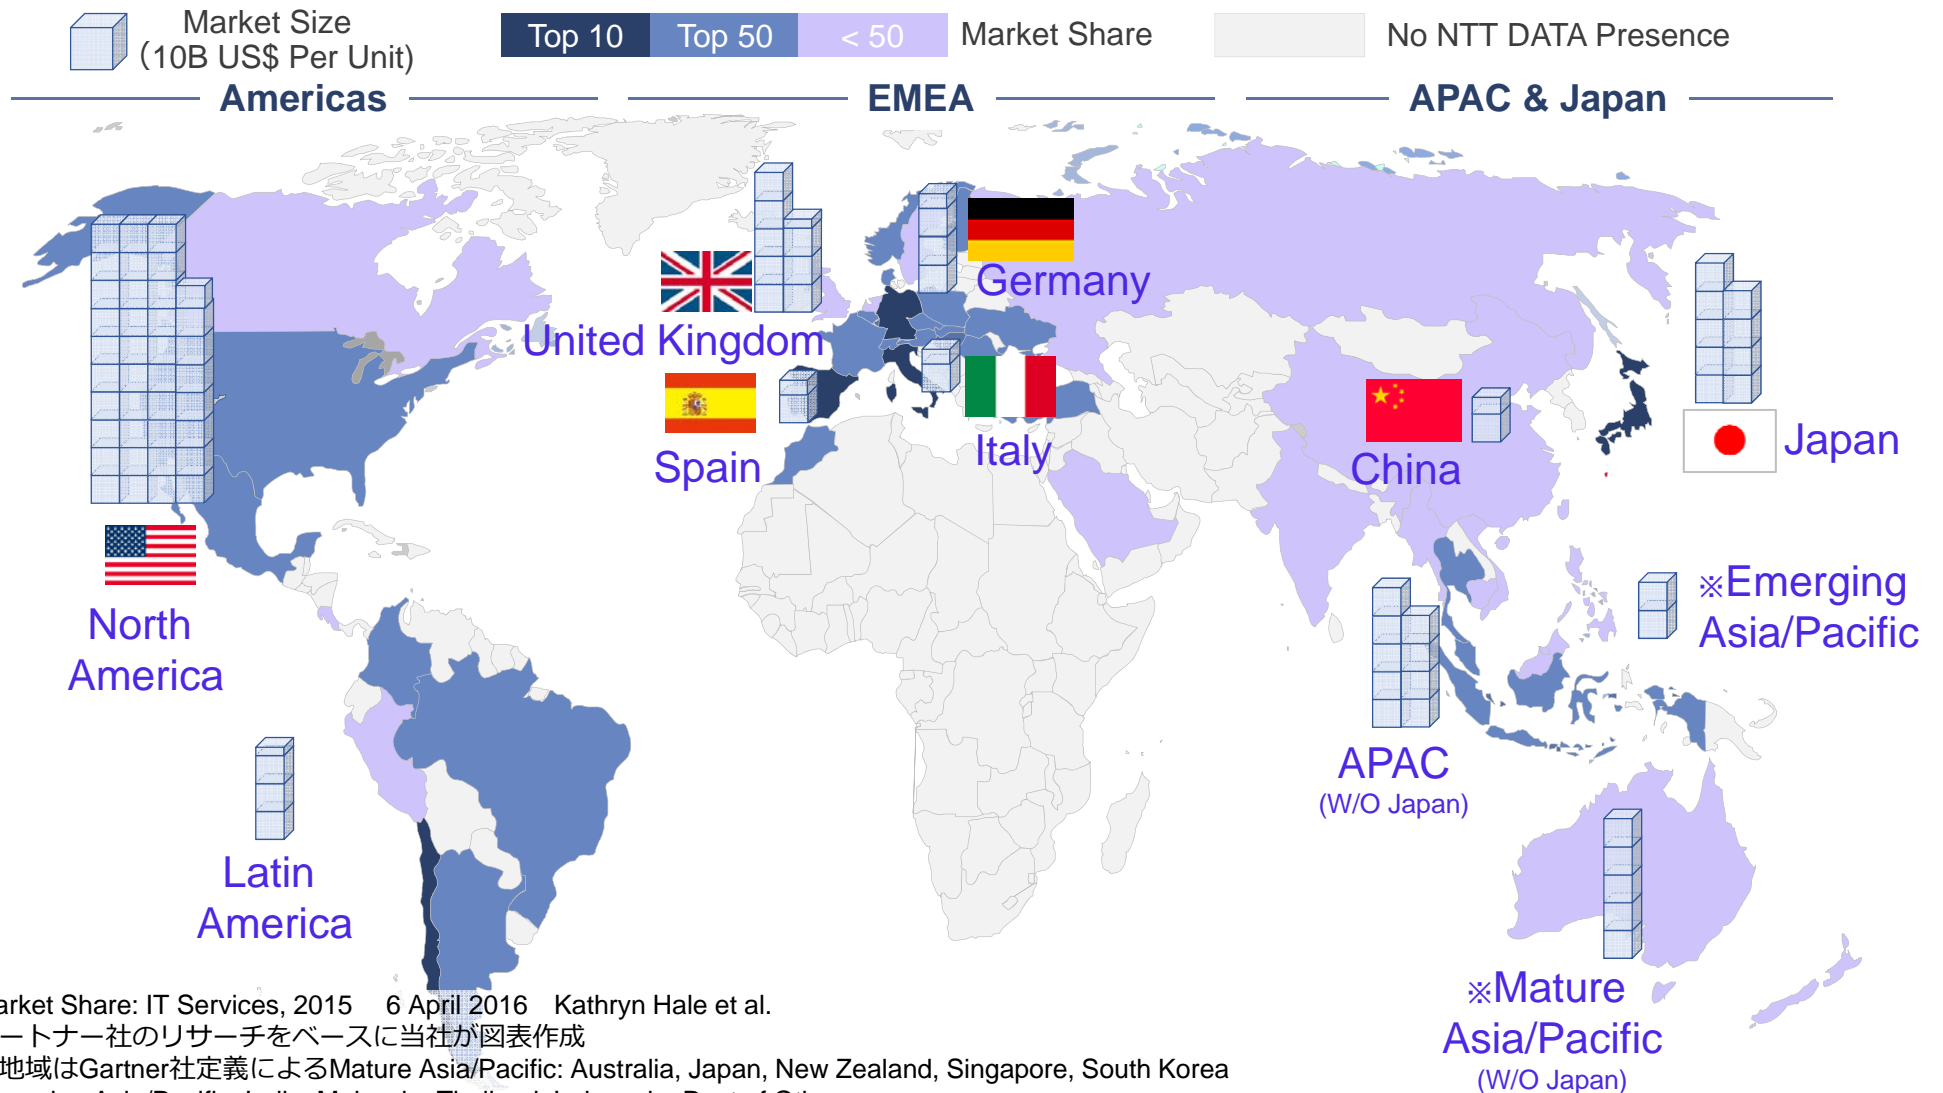 Market Size
（10B US$ Per Unit)
Top 10
Top 50
< 50
Market Share
No NTT DATA Presence
Americas
EMEA
APAC & Japan
Germany
United Kingdom
Spain
Italy
China
Japan
North
America
※Emerging
Asia/Pacific
APAC
(W/O Japan)
Latin
America
※Mature
Asia/Pacific
(W/O Japan)
arket Share: IT Services, 2015 6 April 2016 Kathryn Hale et al.
ートナー社のリサーチをベースに当社が図表作成
地域はGartner社定義によるMature Asia/Pacific: Australia, Japan, New Zealand, Singapore, South Korea